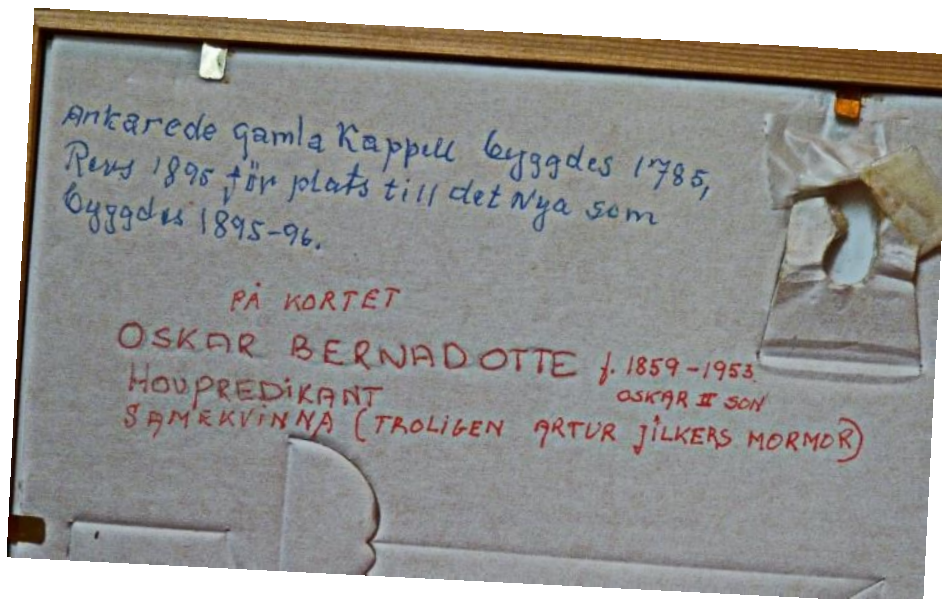 Ankarede gamla Kappell byggdes 1785,
Revs 1895 för plats till det Nya som
byggdes 1895-96.
PÅ KORTET
OSKAR BERNADOTTE f. 1859-1953
HOVPREDIKANT OSKAR II SON
SAMEKVINNA (TROLIGEN ARTUR JILKERS MORMOR)